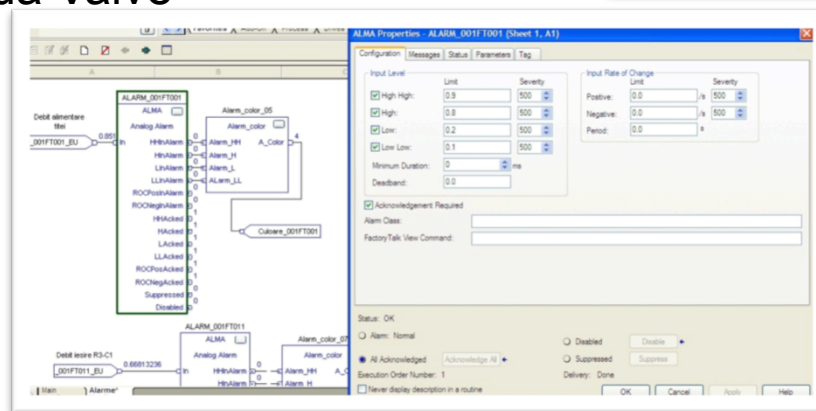 ALMA Properties - ALARM_001FT001 (Sheet 1, A1)
Configuration Messages Status Parameters Tag
A B C
ALARM_001FT001
ALMA
Analog Alarm
Debit alimentare
titei
_001FT001_EU
0.851
In
HHInAlarm 0
HInAlarm
LInAlarm
LLInAlarm
ROCPosInAlarm
ROCNegInAlarm
HHAcked
HAcked
LAcked
LLAcked
ROCPosAcked
ROCNegAcked
Suppressed
Disabled
Alarm_color_05
Alarm_color
Alarm_HH A_Color 4
Alarm_H
Alarm_L
ALarm_LL
Culoare_001FT001
ALARM_001FT011
ALMA
Analog Alarm
Debit iesire R3-C1
_001FT011_EU
0.66813236
In
HHInAlarm 0
HInAlarm
Alarm_color
Alarm_HH
Alarm_H
Main Alarme*
Input Level
Limit Severity
High High: 0.9 500
High: 0.8 500
Low: 0.2 500
Low Low: 0.1 500
Minimum Duration: 0 ms
Deadband: 0.0
Input Rate of Change
Limit Severity
Positive: 0.0 /s 500
Negative: 0.0 /s 500
Period: 0.0 s
Acknowledgement Required
Alarm Class:
FactoryTalk View Command:
Status: OK
Alarm: Normal
Disabled Disable
All Acknowledged Acknowledge All
Suppressed Suppress
Execution Order Number: 1
Delivery: Done
Never display description in a routine
OK Cancel Apply Help